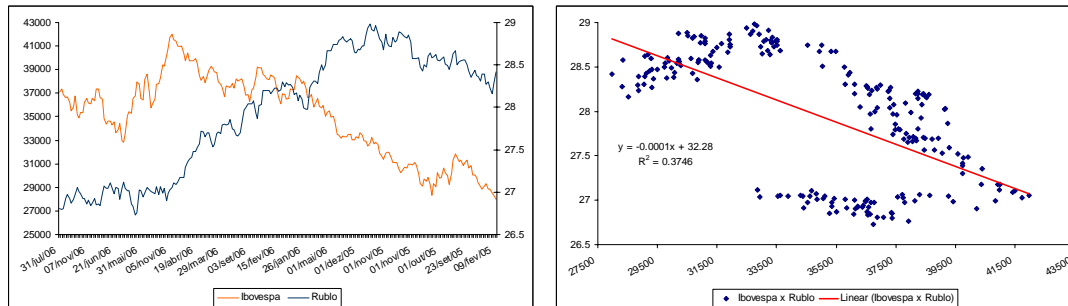 43000
41000
39000
37000
35000
33000
31000
29000
27000
25000
29
28.5
28
27.5
27
26.5
31/jul/06
07/nov/06
21/jun/06
31/mai/06
05/nov/06
19/abr/06
29/mar/06
03/set/06
15/fev/06
26/jan/06
01/mai/06
01/dez/05
01/nov/05
01/nov/05
01/out/05
23/set/05
09/fev/05
Ibovespa
Rublo
29
28.5
28
27.5
27
26.5
y = -0.0001x + 32.28
R² = 0.3746
27500
29500
31500
33500
35500
37500
39500
41500
43500
Ibovespa x Rublo
Linear (Ibovespa x Rublo)